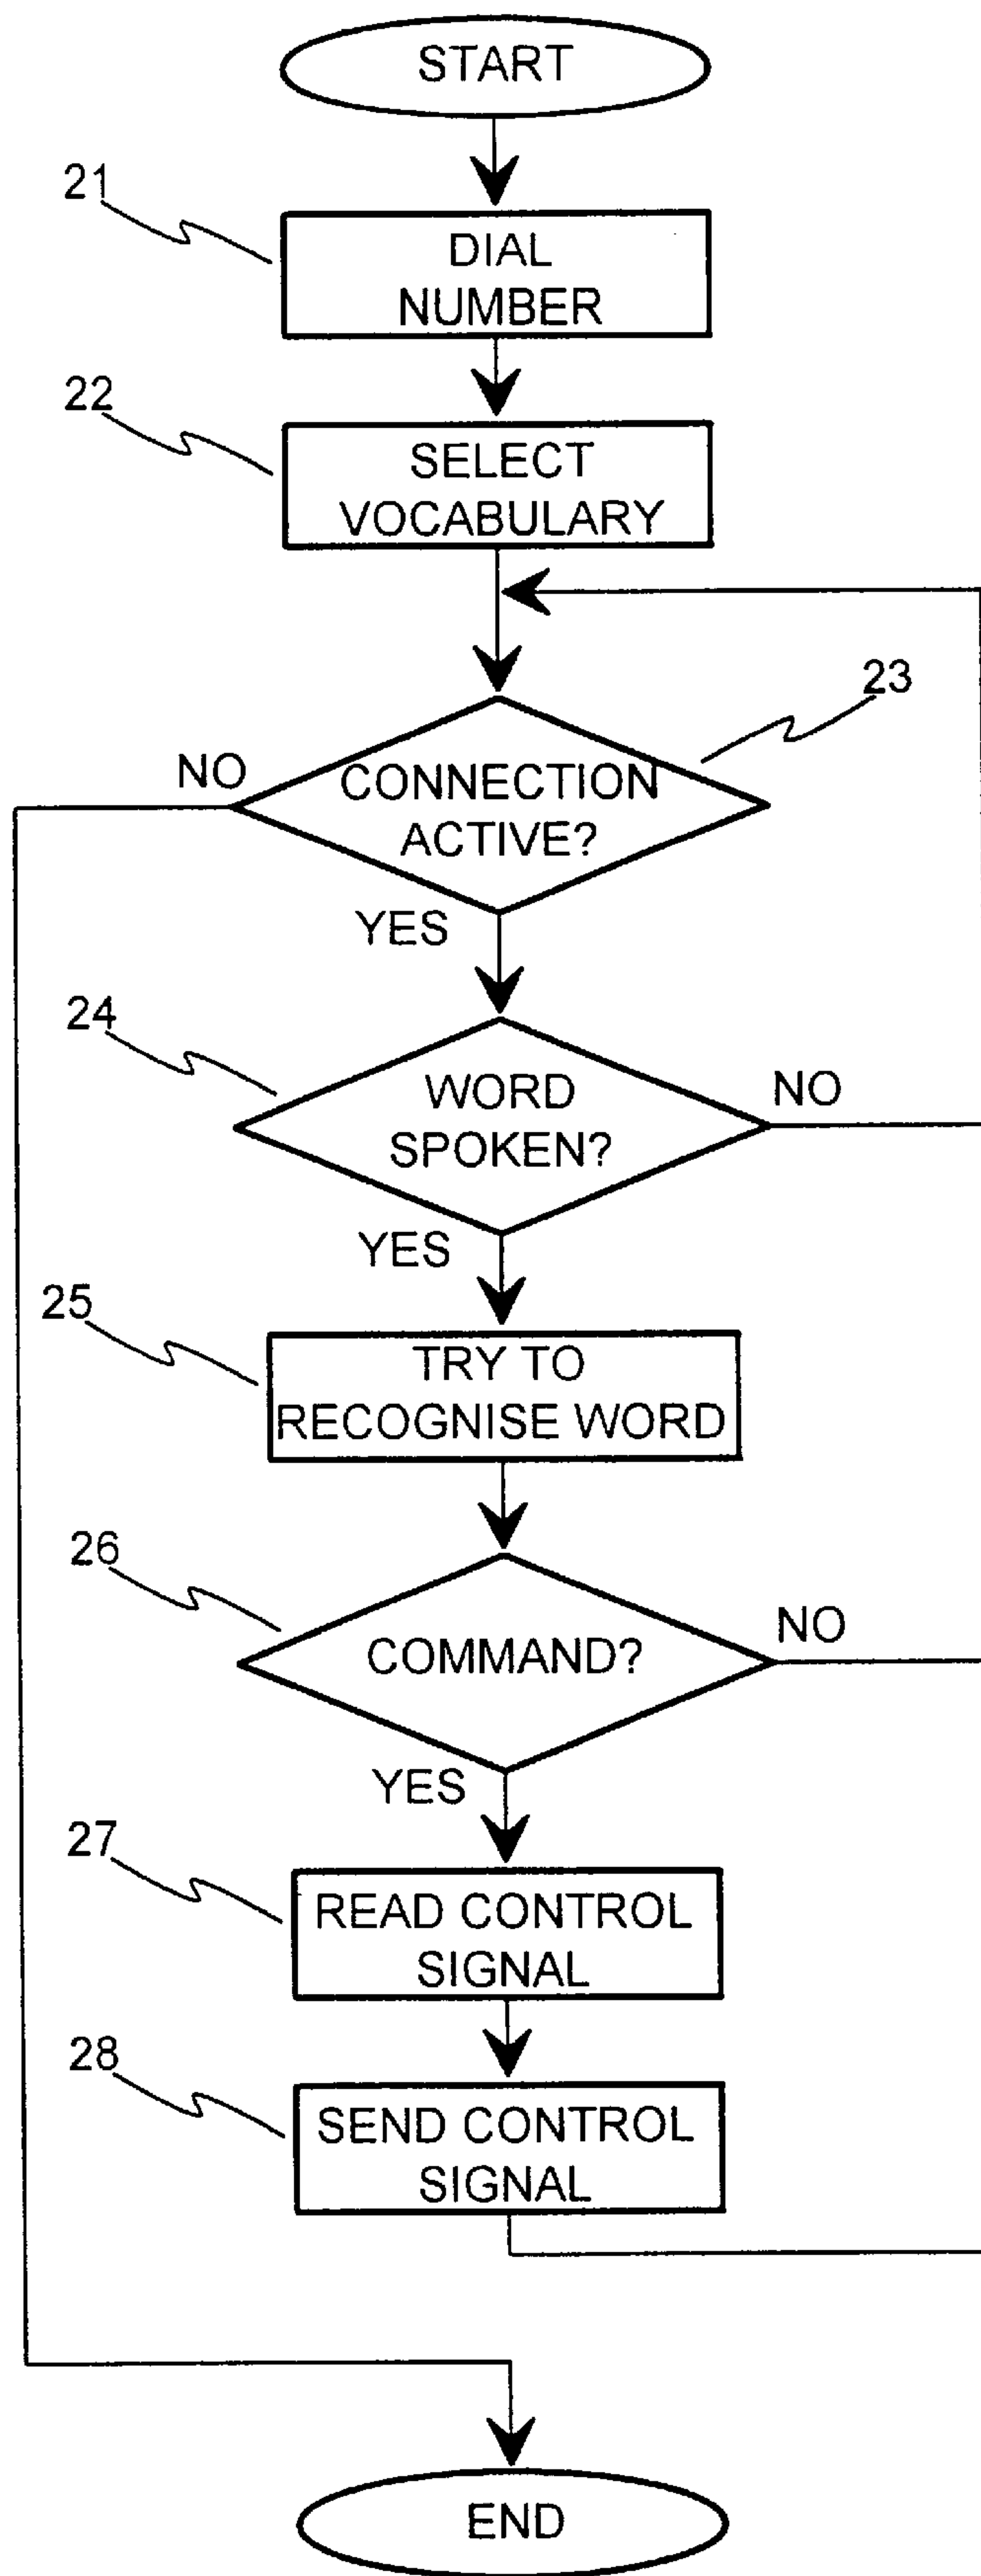 START
21
DIAL
NUMBER
22
SELECT
VOCABULARY
23
NO
CONNECTION
ACTIVE?
YES
24
WORD
SPOKEN?
NO
YES
25
TRY TO
RECOGNISE WORD
26
COMMAND?
NO
YES
27
READ CONTROL
SIGNAL
28
SEND CONTROL
SIGNAL
END